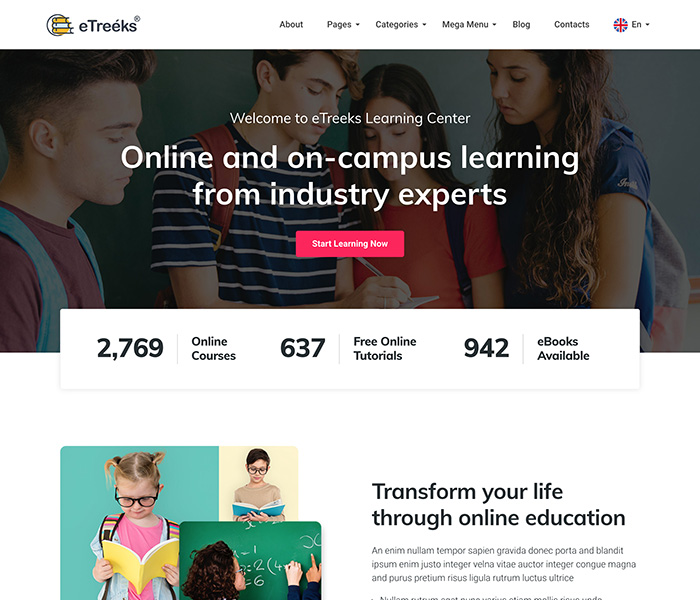 eTreéks®
About
Pages
Categories
Mega Menu
Blog
Contacts
En
Welcome to eTreeks Learning Center
Online and on-campus learning
from industry experts
Start Learning Now
2,769
Online
Courses
637
Free Online
Tutorials
942
eBooks
Available
Transform your life
through online education
An enim nullam tempor sapien gravida donec porta and blandit
ipsum enim justo integer velna vitae auctor integer congue magna
and purus pretium risus ligula rutrum luctus ultrice